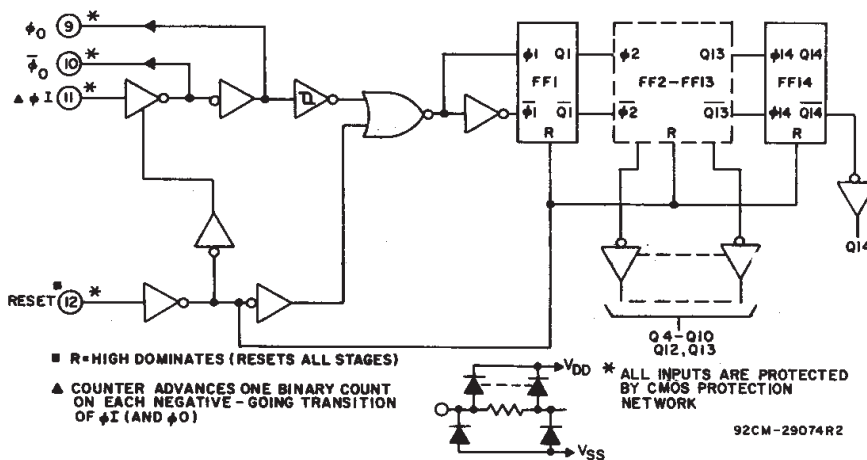 ϕO 9 *
ϕ̅O 10 *
▲ ϕI 11 *
ϕ1 Q1
FF1
ϕ̅1 Q̅1
R
ϕ2 Q13
FF2-FF13
ϕ̅2 Q̅13
R
ϕ14 Q14
FF14
ϕ̅14 Q̅14
R
Q14
RESET ■ 12 *
Q4-Q10
Q12, Q13
■ R=HIGH DOMINATES (RESETS ALL STAGES)
▲ COUNTER ADVANCES ONE BINARY COUNT
ON EACH NEGATIVE-GOING TRANSITION
OF ϕI (AND ϕO)
VDD
VSS
* ALL INPUTS ARE PROTECTED
BY CMOS PROTECTION
NETWORK
92CM-29074R2